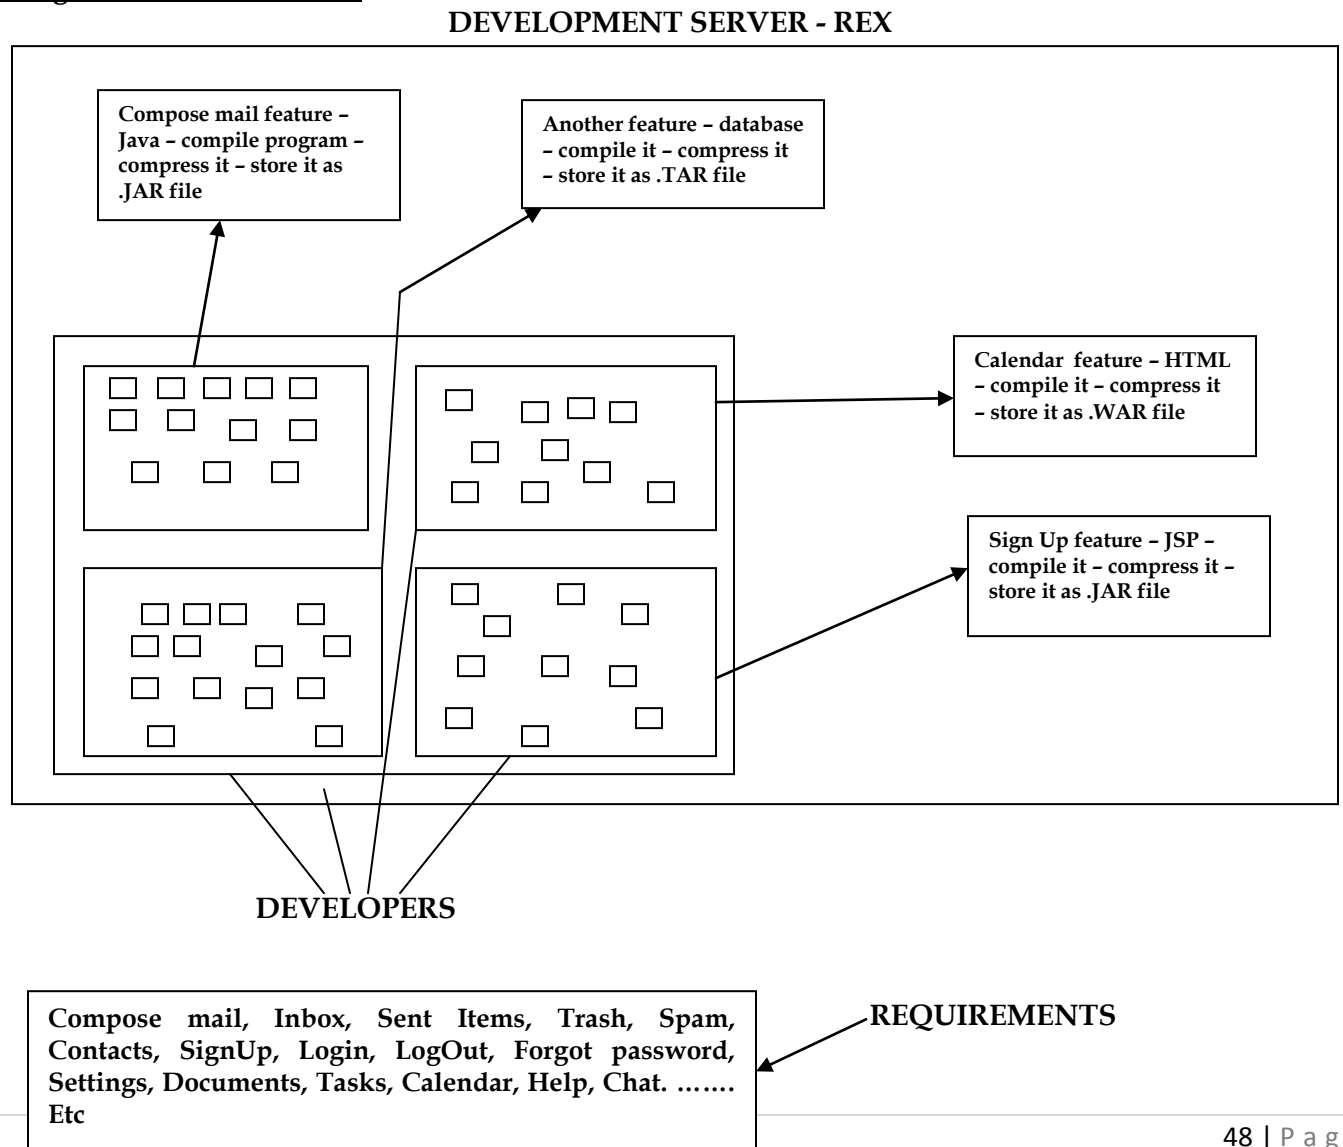 DEVELOPMENT SERVER - REX
Compose mail feature –
Java – compile program –
compress it – store it as
.JAR file
Another feature – database
– compile it – compress it
– store it as .TAR file
Calendar feature – HTML
– compile it – compress it
– store it as .WAR file
Sign Up feature – JSP –
compile it – compress it –
store it as .JAR file
DEVELOPERS
REQUIREMENTS
Compose mail, Inbox, Sent Items, Trash, Spam,
Contacts, SignUp, Login, LogOut, Forgot password,
Settings, Documents, Tasks, Calendar, Help, Chat. …….
Etc
48 | P a g